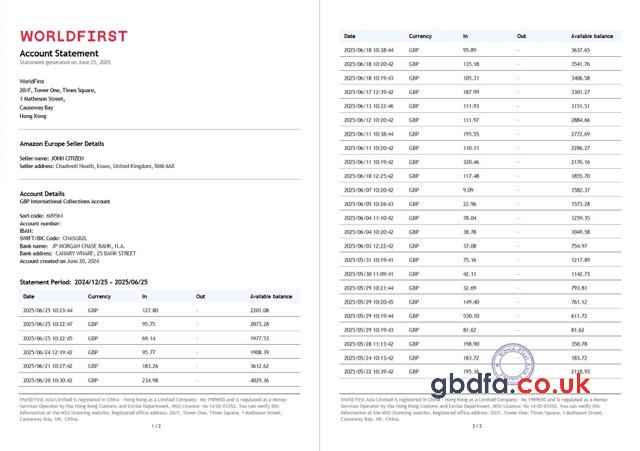 WORLDFIRST
Account Statement
Statement generated on June 25, 2025
WorldFirst
20/F, Tower One, Times Square,
1 Matheson Street,
Causeway Bay
Hong Kong
Amazon Europe Seller Details
Seller name: JOHN CITIZEN
Seller address: Chadwell Heath, Essex, United Kingdom, RM6 6AX
Account Details
GBP International Collections Account
Sort code: 609561
Account number:
IBAN:
SWIFT/BIC Code: CHASGB2L
Bank name: JP MORGAN CHASE BANK, N.A.
Bank address: CANARY WHARF, 25 BANK STREET
Account created on June 20, 2024
Statement Period: 2024/12/25 ~ 2025/06/25
Date Currency In Out Available balance
2025/06/25 10:23:44 GBP 127.80 - 2201.08
2025/06/25 10:22:47 GBP 95.75 - 2073.28
2025/06/25 10:22:45 GBP 69.14 - 1977.53
2025/06/24 12:19:42 GBP 95.77 - 1908.39
2025/06/21 10:27:42 GBP 183.26 - 3612.62
2025/06/20 10:30:42 GBP 234.98 - 4029.36
World First Asia Limited is registered in China - Hong Kong as a Limited Company: No 1989650 and operates as a Money
Services Operator by the Hong Kong Customs and Excise Department, MSO Licence: No 14-02-01352. You can verify this
information at the MSO licensing website. Registered office address: 20/F, Tower One, Times Square, 1 Matheson Street,
Causeway Bay, HK, China.
1 / 2
Date Currency In Out Available balance
2025/06/18 10:38:44 GBP 95.89 - 3637.65
2025/06/18 10:20:42 GBP 135.18 - 3541.76
2025/06/18 10:19:43 GBP 105.31 - 3406.58
2025/06/17 12:39:42 GBP 187.99 - 3301.27
2025/06/13 10:22:46 GBP 111.93 - 3151.51
2025/06/12 10:20:42 GBP 111.97 - 2884.66
2025/06/11 10:38:44 GBP 195.55 - 2772.69
2025/06/11 10:20:42 GBP 110.11 - 2286.27
2025/06/11 10:19:42 GBP 320.46 - 2176.16
2025/06/10 12:25:42 GBP 117.48 - 1855.70
2025/06/07 10:20:42 GBP 9.09 - 1582.37
2025/06/05 10:26:43 GBP 22.96 - 1573.28
2025/06/04 11:10:42 GBP 78.04 - 1259.35
2025/06/04 10:20:42 GBP 38.78 - 1049.58
2025/06/03 12:22:42 GBP 37.08 - 754.97
2025/05/31 10:19:41 GBP 75.16 - 1217.89
2025/05/30 11:09:41 GBP 42.11 - 1142.73
2025/05/29 10:21:44 GBP 32.69 - 793.81
2025/05/29 10:20:45 GBP 149.40 - 761.12
2025/05/29 10:19:44 GBP 530.10 - 611.72
2025/05/29 10:19:43 GBP 81.62 - 81.62
2025/05/28 11:13:42 GBP 198.90 350.78
2025/05/24 10:13:42 GBP 183.72 183.72
2025/05/22 10:39:42 GBP 195.16 2118.93
World First
gbdfa.co.uk
World First Asia Limited is registered in China - Hong Kong as a Limited Company: No 1989650 and operates as a Money
Services Operator by the Hong Kong Customs and Excise Department, MSO Licence: No 14-02-01352. You can verify this
information at the MSO licensing website. Registered office address: 20/F, Tower One, Times Square, 1 Matheson Street,
Causeway Bay, HK, China.
2 / 2